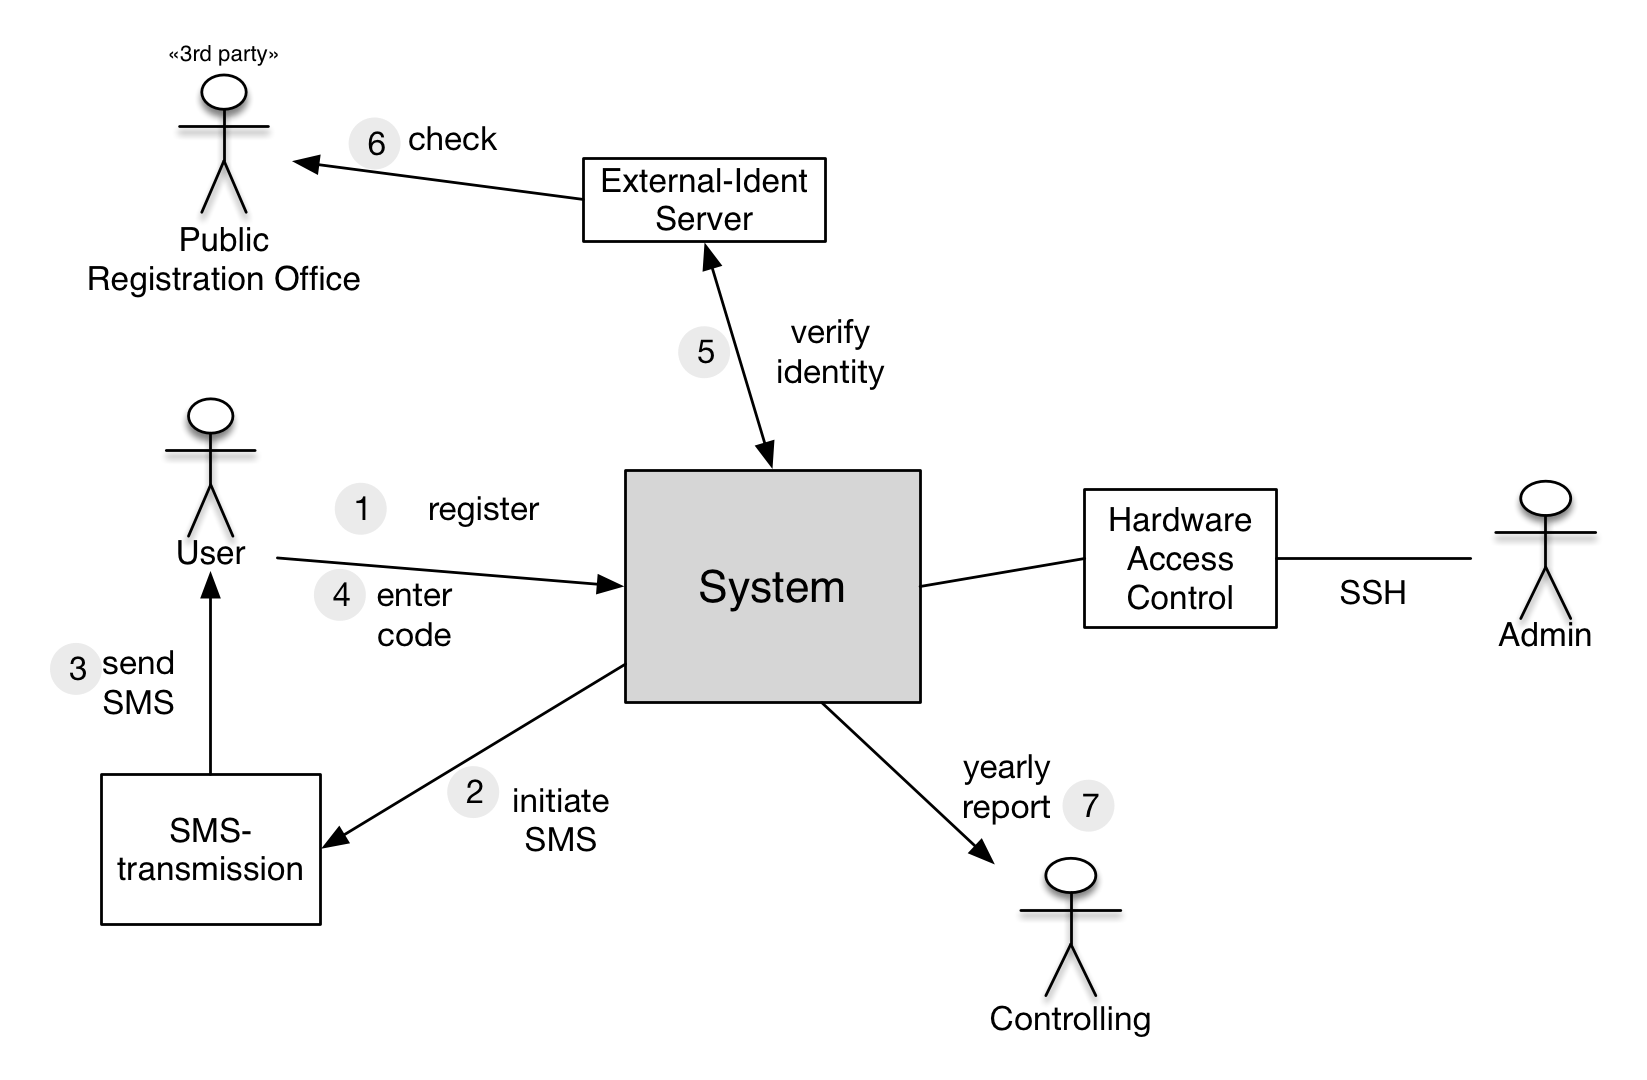 «3rd party»
Public
Registration Office
6 check
External-Ident
Server
5
verify
identity
User
1 register
4 enter
code
3 send
SMS
SMS-
transmission
2 initiate
SMS
System
Hardware
Access
Control
SSH
Admin
yearly
report 7
Controlling